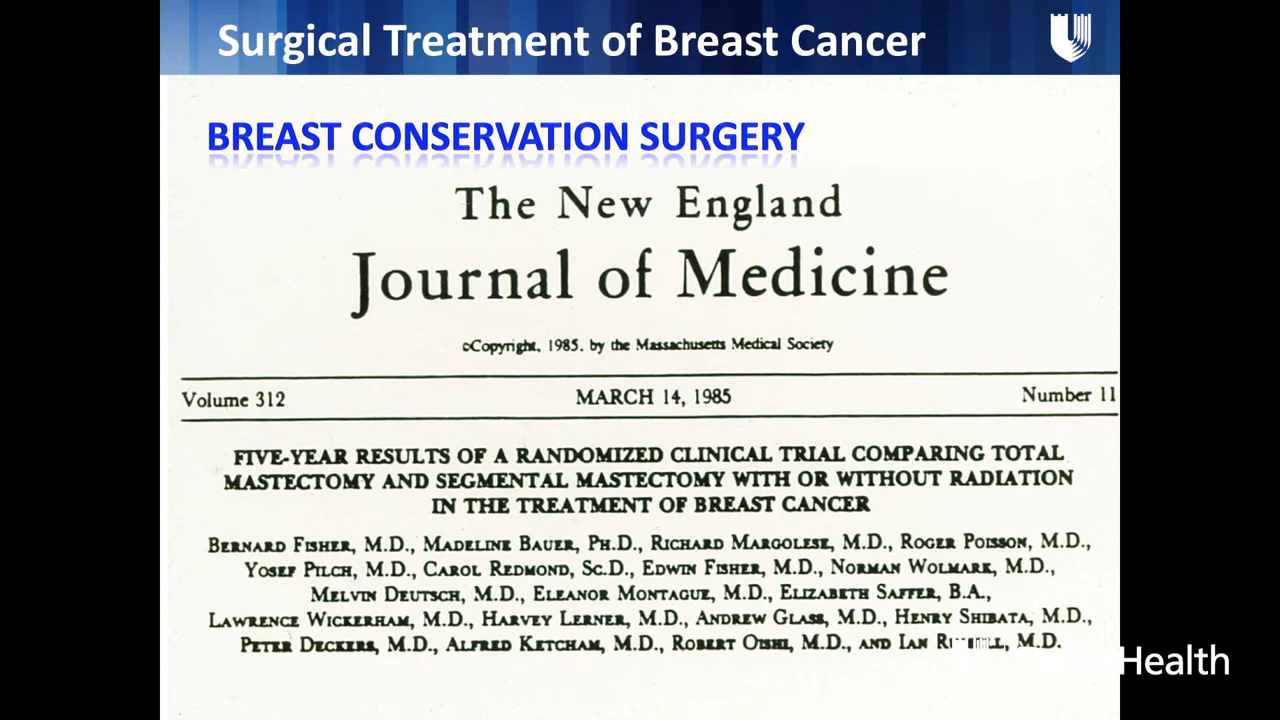 Surgical Treatment of Breast Cancer
BREAST CONSERVATION SURGERY
The New England
Journal of Medicine
©Copyright, 1985, by the Massachusetts Medical Society
Volume 312 MARCH 14, 1985 Number 11
FIVE-YEAR RESULTS OF A RANDOMIZED CLINICAL TRIAL COMPARING TOTAL
MASTECTOMY AND SEGMENTAL MASTECTOMY WITH OR WITHOUT RADIATION
IN THE TREATMENT OF BREAST CANCER
BERNARD FISHER, M.D., MADELINE BAUER, PH.D., RICHARD MARGOLESE, M.D., ROGER POISSON, M.D.,
YOSEF PILCH, M.D., CAROL REDMOND, SC.D., EDWIN FISHER, M.D., NORMAN WOLMARK, M.D.,
MELVIN DEUTSCH, M.D., ELEANOR MONTAGUE, M.D., ELIZABETH SAFFER, B.A.,
LAWRENCE WICKERHAM, M.D., HARVEY LERNER, M.D., ANDREW GLASS, M.D., HENRY SHIBATA, M.D.,
PETER DECKERS, M.D., ALFRED KETCHAM, M.D., ROBERT OISHI, M.D., AND IAN M.D.
Health